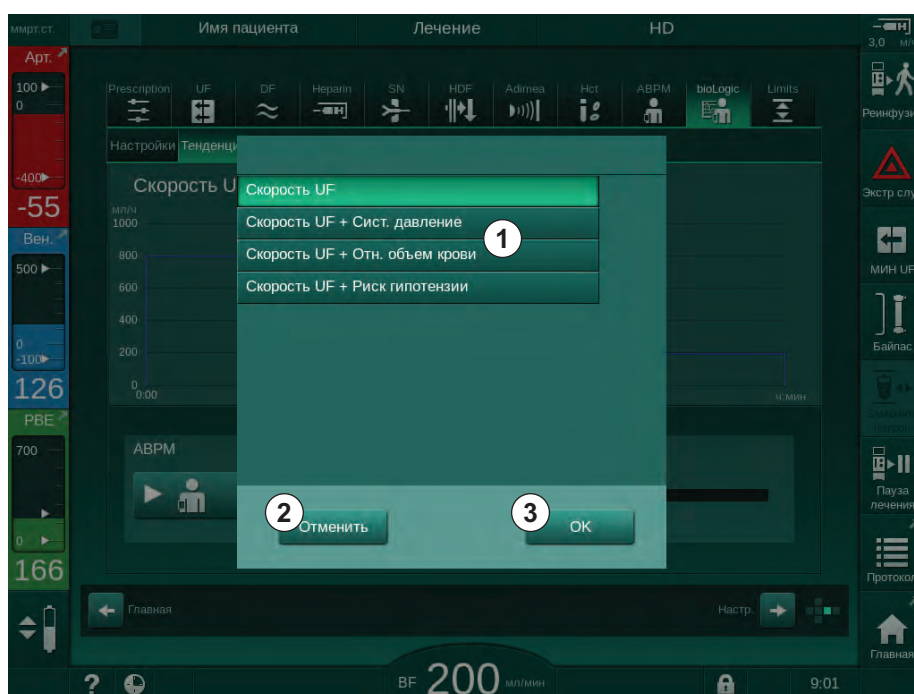 ммрт.ст.
Имя пациента Лечение HD
3,0
Арт.
100
0
-400
-55
Вен.
500
0
-100
126
PBE
700
0
166
Prescription UF DF Heparin SN HDF Adimea Hct ABPM bioLogic Limits
Настройки Тенденц
Скорость U
мл/ч
1000
800
600
400
200
0
0:00
ч:мин
Скорость UF
Скорость UF + Сист. давление
Скорость UF + Отн. объем крови
Скорость UF + Риск гипотензии
1
ABPM
2
Отменить
3
OK
Главная
Настр.
Реинфузи
Экстр слу
МИН UF
Байпас
Пауза
лечения
Протокол
Главная
? BF 200 мл/мин 9:01